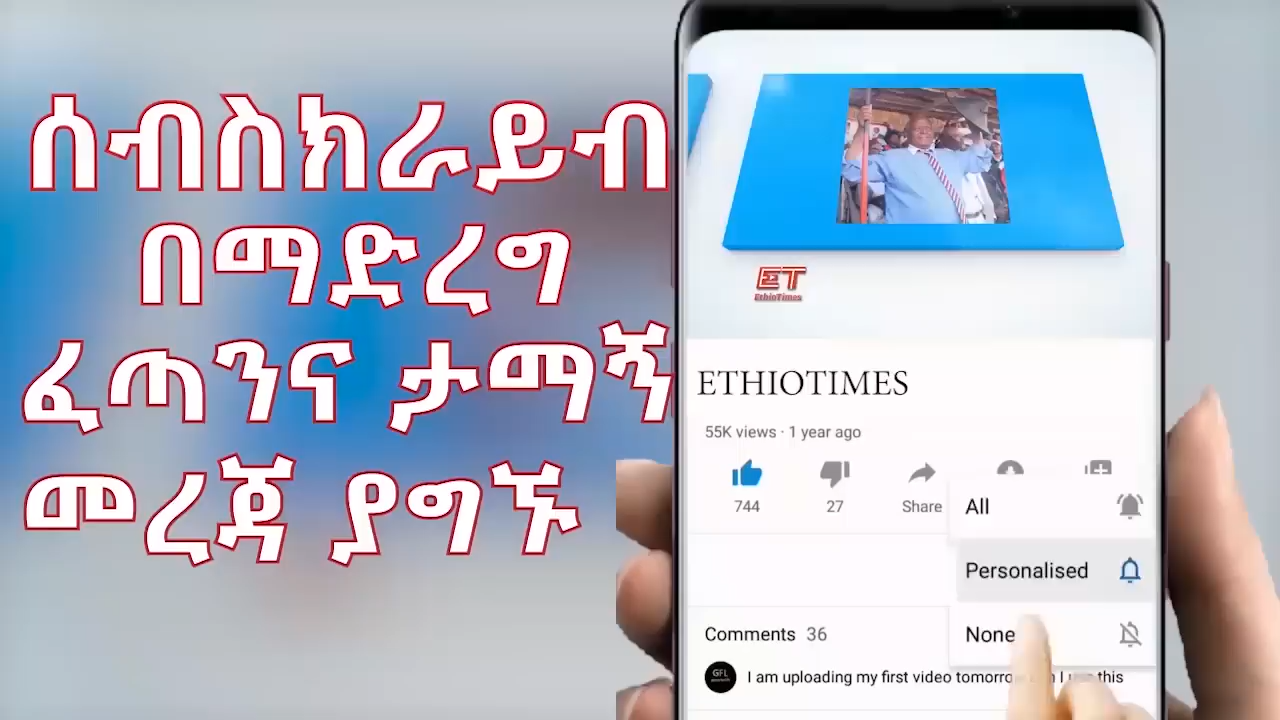 ሰብስክራይብ
በማድረግ
ፈጣንና ታማኝ
መረጃ ያግኙ
ET
EthioTimes
ETHIOTIMES
55K views · 1 year ago
744
27
Share
All
Personalised
None
Comments 36
GFL
I am uploading my first video tomorrow this